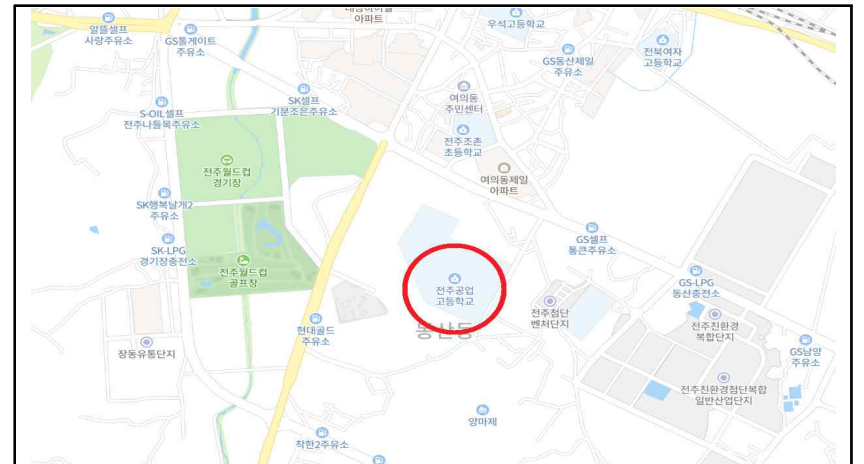 아파트
알뜰셀프
사랑주유소
GS톨게이트
주유소
우석고등학교
GS동산제일
주유소
전북여자
고등학교
여의동
주민센터
SK셀프
기분조은주유소
S-OIL셀프
전주나들목주유소
전주조촌
초등학교
전주월드컵
경기장
여의동제일
아파트
SK행복날개2
주유소
SK-LPG
경기장충전소
GS셀프
통큰주유소
전주월드컵
골프장
전주공업
고등학교
GS-LPG
동산충전소
전주첨단
벤처단지
현대골드
주유소
동산동
전주친환경
복합단지
장동유통단지
GS남양
주유소
전주친환경첨단복합
일반산업단지
양마제
착한2주유소